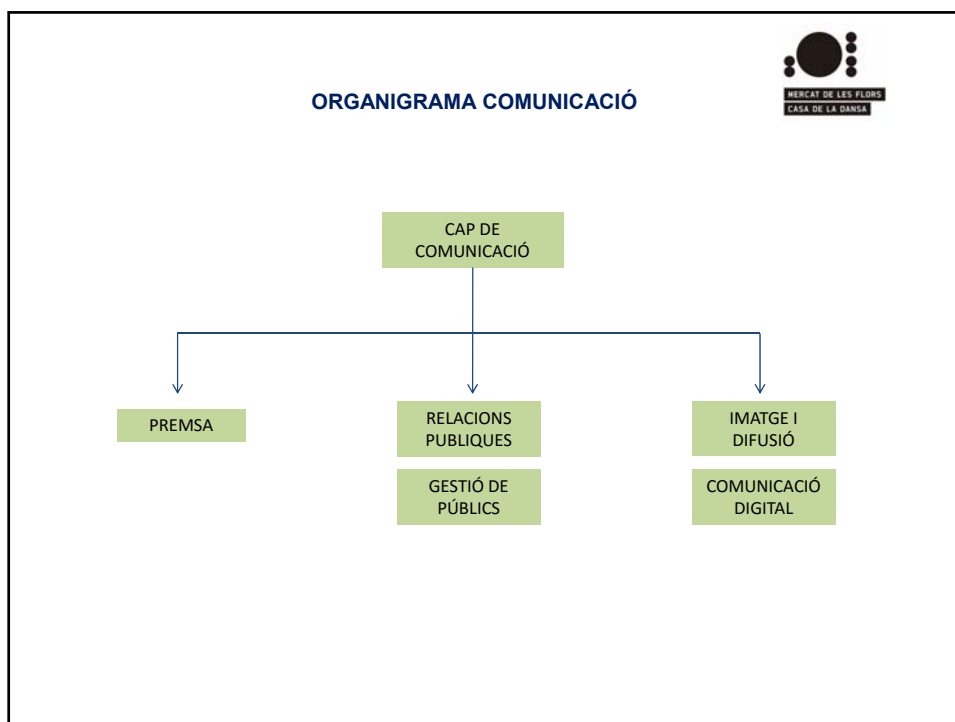 MERCAT DE LES FLORS
CASA DE LA DANSA
ORGANIGRAMA COMUNICACIÓ
CAP DE
COMUNICACIÓ
PREMSA
RELACIONS
PUBLIQUES
IMATGE I
DIFUSIÓ
GESTIÓ DE
PÚBLICS
COMUNICACIÓ
DIGITAL